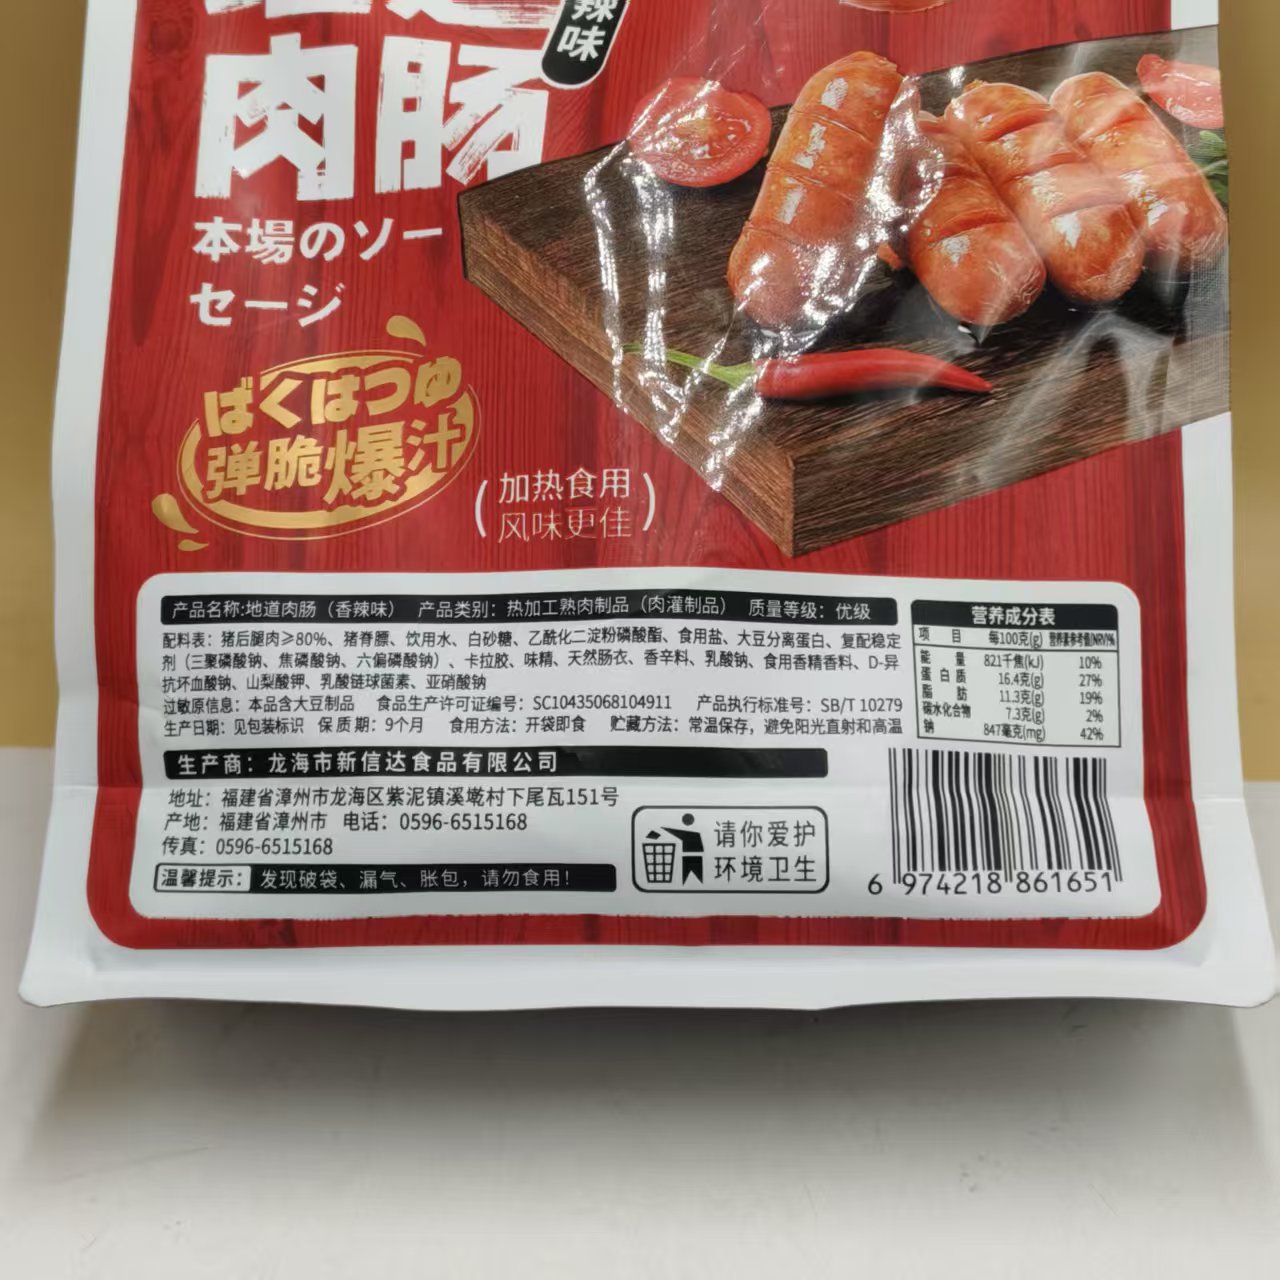 地道
辣味
肉肠
本場のソー
セージ
ばくはつゆ
弹脆爆汁
(加热食用
风味更佳)
产品名称:地道肉肠（香辣味） 产品类别：热加工熟肉制品（肉灌制品） 质量等级：优级
配料表：猪后腿肉≥80%、猪脊膘、饮用水、白砂糖、乙酰化二淀粉磷酸酯、食用盐、大豆分离蛋白、复配稳定
剂（三聚磷酸钠、焦磷酸钠、六偏磷酸钠）、卡拉胶、味精、天然肠衣、香辛料、乳酸钠、食用香精香料、D-异
抗坏血酸钠、山梨酸钾、乳酸链球菌素、亚硝酸钠
过敏原信息：本品含大豆制品 食品生产许可证编号：SC10435068104911 产品执行标准号：SB/T 10279
生产日期：见包装标识 保质期：9个月 食用方法：开袋即食 贮藏方法：常温保存，避免阳光直射和高温
生产商：龙海市新信达食品有限公司
地址：福建省漳州市龙海区紫泥镇溪墘村下尾瓦151号
产地：福建省漳州市 电话：0596-6515168
传真：0596-6515168
温馨提示： 发现破袋、漏气、胀包，请勿食用！
请你爱护
环境卫生
营养成分表
项 目 每100克(g) 营养素参考值(NRV)%
能 量 821千焦(kJ) 10%
蛋白质 16.4克(g) 27%
脂 肪 11.3克(g) 19%
碳水化合物 7.3克(g) 2%
钠 847毫克(mg) 42%
6 974218 861651